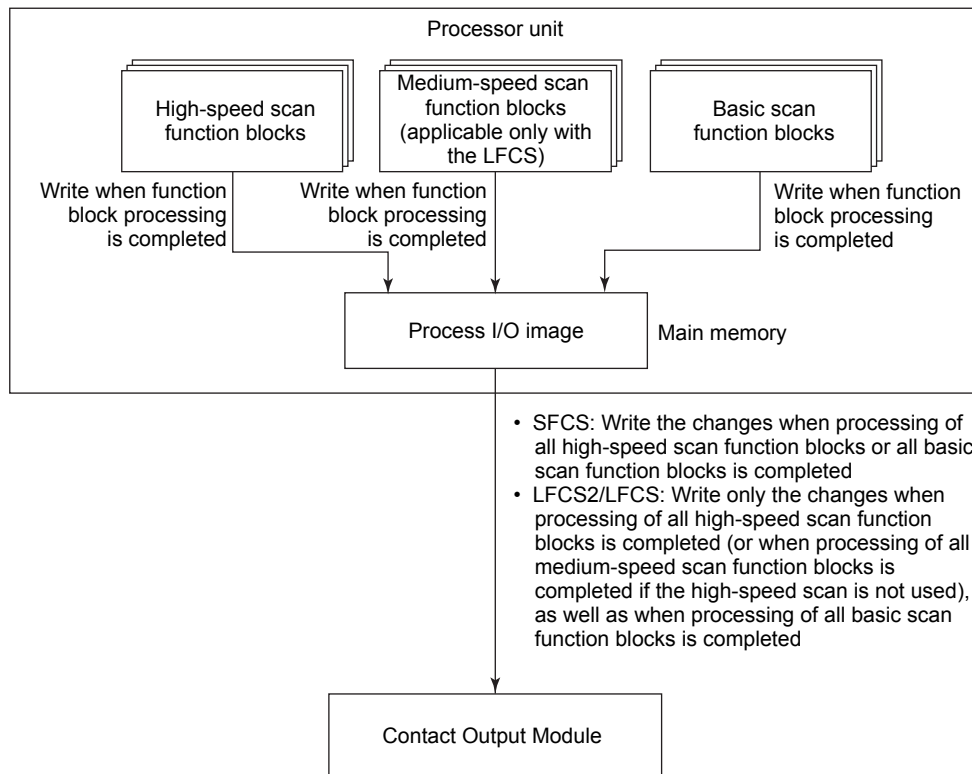 Processor unit
High-speed scan
function blocks
Medium-speed scan
function blocks
(applicable only with
the LFCS)
Basic scan
function blocks
Write when function
block processing
is completed
Write when function
block processing
is completed
Write when function
block processing
is completed
Process I/O image
Main memory
• SFCS: Write the changes when processing of
all high-speed scan function blocks or all basic
scan function blocks is completed
• LFCS2/LFCS: Write only the changes when
processing of all high-speed scan function
blocks is completed (or when processing of all
medium-speed scan function blocks is
completed if the high-speed scan is not used),
as well as when processing of all basic scan
function blocks is completed
Contact Output Module